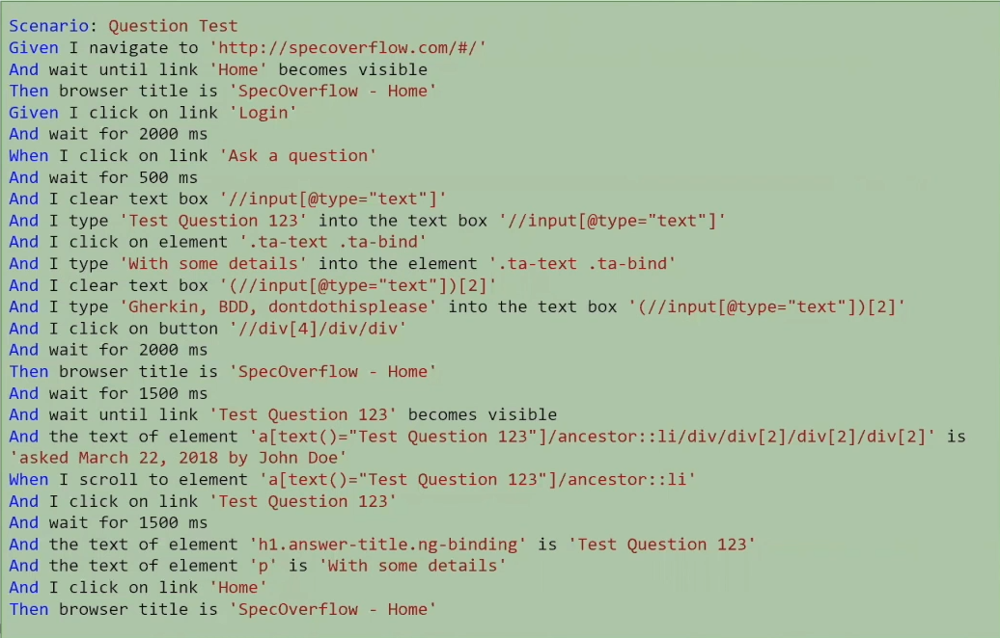 Scenario: Question Test
Given I navigate to 'http://specoverflow.com/#/'
And wait until link 'Home' becomes visible
Then browser title is 'SpecOverflow - Home'
Given I click on link 'Login'
And wait for 2000 ms
When I click on link 'Ask a question'
And wait for 500 ms
And I clear text box '//input[@type="text"]'
And I type 'Test Question 123' into the text box '//input[@type="text"]'
And I click on element '.ta-text .ta-bind'
And I type 'With some details' into the element '.ta-text .ta-bind'
And I clear text box '(//input[@type="text"])[2]'
And I type 'Gherkin, BDD, dontdothisplease' into the text box '(//input[@type="text"])[2]'
And I click on button '//div[4]/div/div'
And wait for 2000 ms
Then browser title is 'SpecOverflow - Home'
And wait for 1500 ms
And wait until link 'Test Question 123' becomes visible
And the text of element 'a[text()="Test Question 123"]/ancestor::li/div/div[2]/div[2]/div[2]' is
'asked March 22, 2018 by John Doe'
When I scroll to element 'a[text()="Test Question 123"]/ancestor::li'
And I click on link 'Test Question 123'
And wait for 1500 ms
And the text of element 'h1.answer-title.ng-binding' is 'Test Question 123'
And the text of element 'p' is 'With some details'
And I click on link 'Home'
Then browser title is 'SpecOverflow - Home'